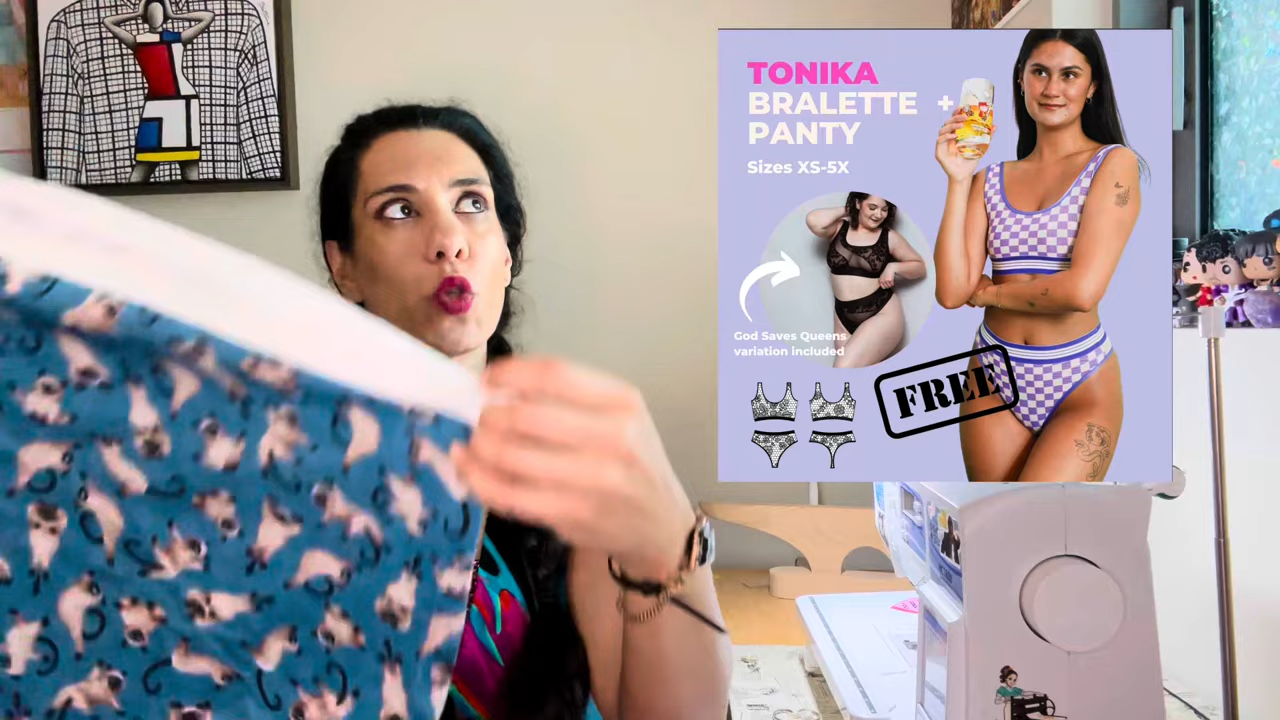 TONIKA
BRALETTE +
PANTY
Sizes XS-5X
God Saves Queens
variation included
FREE